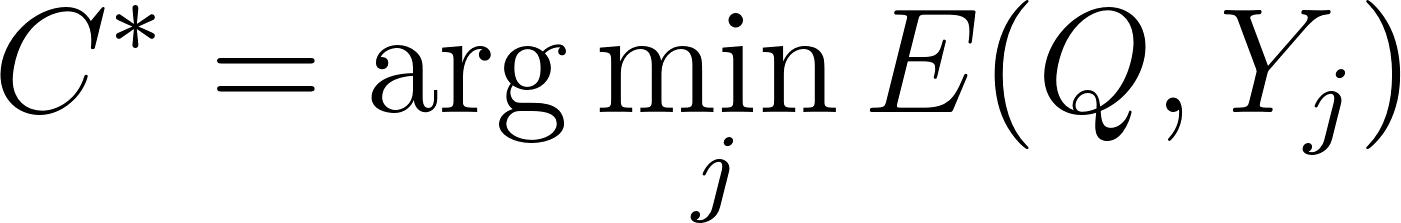 C* = arg min_j E(Q, Y_j)